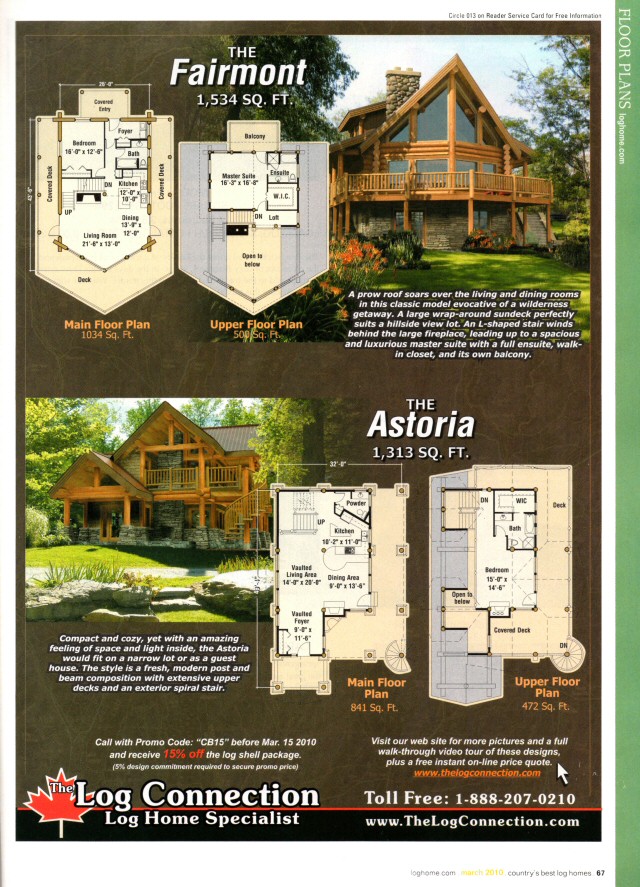 Circle 013 on Reader Service Card for Free Information
FLOOR PLANS loghome.com
THE
Fairmont
1,534 SQ. FT.
26'-0"
Covered
Entry
Foyer
Bedroom
16'-0" x 12'-6"
Bath
Covered Deck
Covered Deck
Kitchen
12'-0" x
10'-0"
DN
UP
Dining
13'-0" x
12'-0"
Living Room
21'-6" x 13'-0"
Deck
Main Floor Plan
1034 Sq. Ft.
Balcony
Master Suite
16'-3" x 16'-8"
Ensuite
W.I.C.
DN
Loft
Open to
below
Upper Floor Plan
500 Sq. Ft.
A prow roof soars over the living and dining rooms
in this classic model evocative of a wilderness
getaway. A large wrap-around sundeck perfectly
suits a hillside view lot. An L-shaped stair winds
behind the large fireplace, leading up to a spacious
and luxurious master suite with a full ensuite, walk-
in closet, and its own balcony.
THE
Astoria
1,313 SQ. FT.
32'-0"
Powder
UP
Kitchen
10'-2" x 11'-0"
Vaulted
Living Area
14'-0" x 20'-0"
Dining Area
9'-0" x 13'-6"
Vaulted
Foyer
9'-0" x
11'-6"
Main Floor
Plan
841 Sq. Ft.
DN
WIC
Deck
Bath
Bedroom
15'-0" x
14'-6"
Open to
below
Covered Deck
DN
Upper Floor
Plan
472 Sq. Ft.
Compact and cozy, yet with an amazing
feeling of space and light inside, the Astoria
would fit on a narrow lot or as a guest
house. The style is a fresh, modern post and
beam composition with extensive upper
decks and an exterior spiral stair.
Call with Promo Code: "CB15" before Mar. 15 2010
and receive 15% off the log shell package.
(5% design commitment required to secure promo price)
Visit our web site for more pictures and a full
walk-through video tour of these designs,
plus a free instant on-line price quote.
www.thelogconnection.com
The Log Connection
Log Home Specialist
Toll Free: 1-888-207-0210
www.TheLogConnection.com
loghome.com march 2010 country's best log homes 67